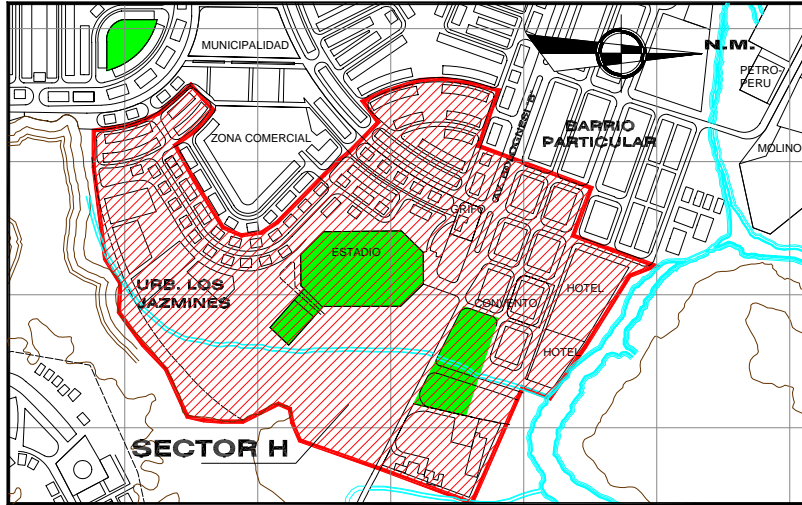 MUNICIPALIDAD
N.M.
PETRO-
PERU
ZONA COMERCIAL
BARRIO
PARTICULAR
MOLINO
GRIFO
ESTADIO
URB. LOS
JAZMINES
CONVENTO
HOTEL
HOTEL
SECTOR H